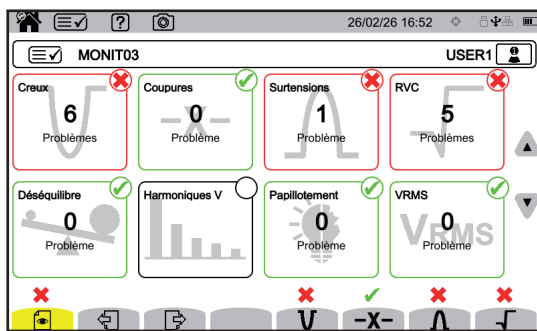 26/02/26 16:52
MONIT03 USER1
Creux Coupures Surtensions RVC
6 0 1 5
Problèmes Problème Problème Problèmes
Déséquilibre Harmoniques V Papillotement VRMS
0 0 VRMS 0
Problème Problème Problème
-X-